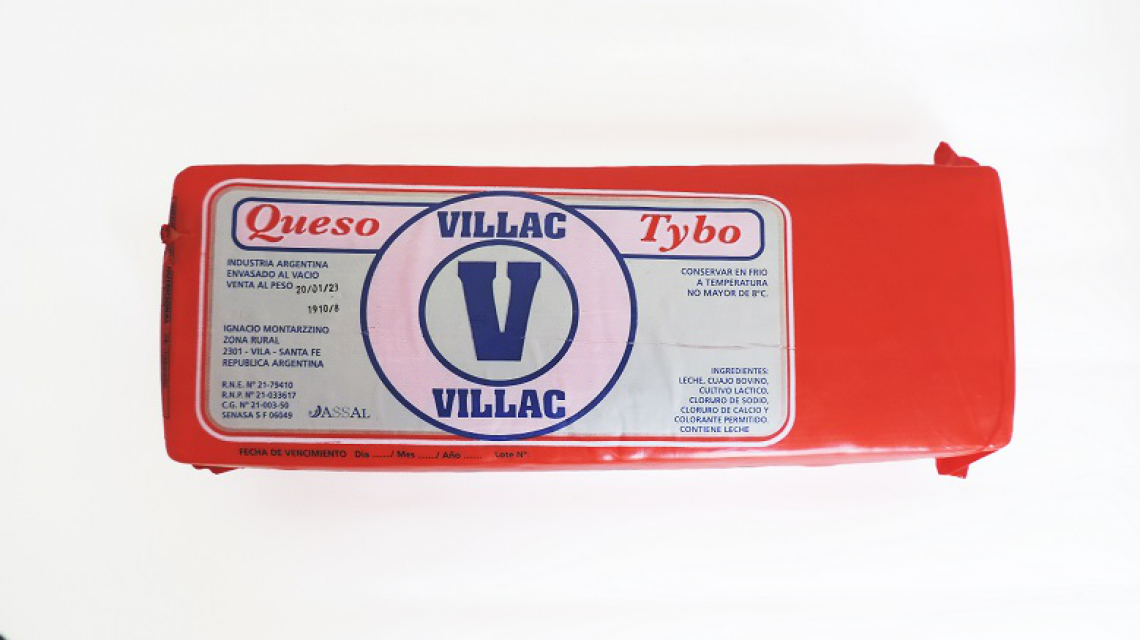 Queso
VILLAC
Tybo
INDUSTRIA ARGENTINA
ENVASADO AL VACIO
VENTA AL PESO 20/01/23
1910/8
IGNACIO MONTARZZINO
ZONA RURAL
2301 - VILA - SANTA FE
REPUBLICA ARGENTINA
R.N.E. Nº 21-79410
R.N.P. Nº 21-033617
C.G. Nº 21-003-50
SENASA S F 06049
ASSAL
V
VILLAC
CONSERVAR EN FRIO
A TEMPERATURA
NO MAYOR DE 8ºC.
INGREDIENTES:
LECHE, CUAJO BOVINO,
CULTIVO LACTICO,
CLORURO DE SODIO,
CLORURO DE CALCIO Y
COLORANTE PERMITIDO.
CONTIENE LECHE
FECHA DE VENCIMIENTO Dia ....../ Mes ....../ Año ...... Lote Nº: